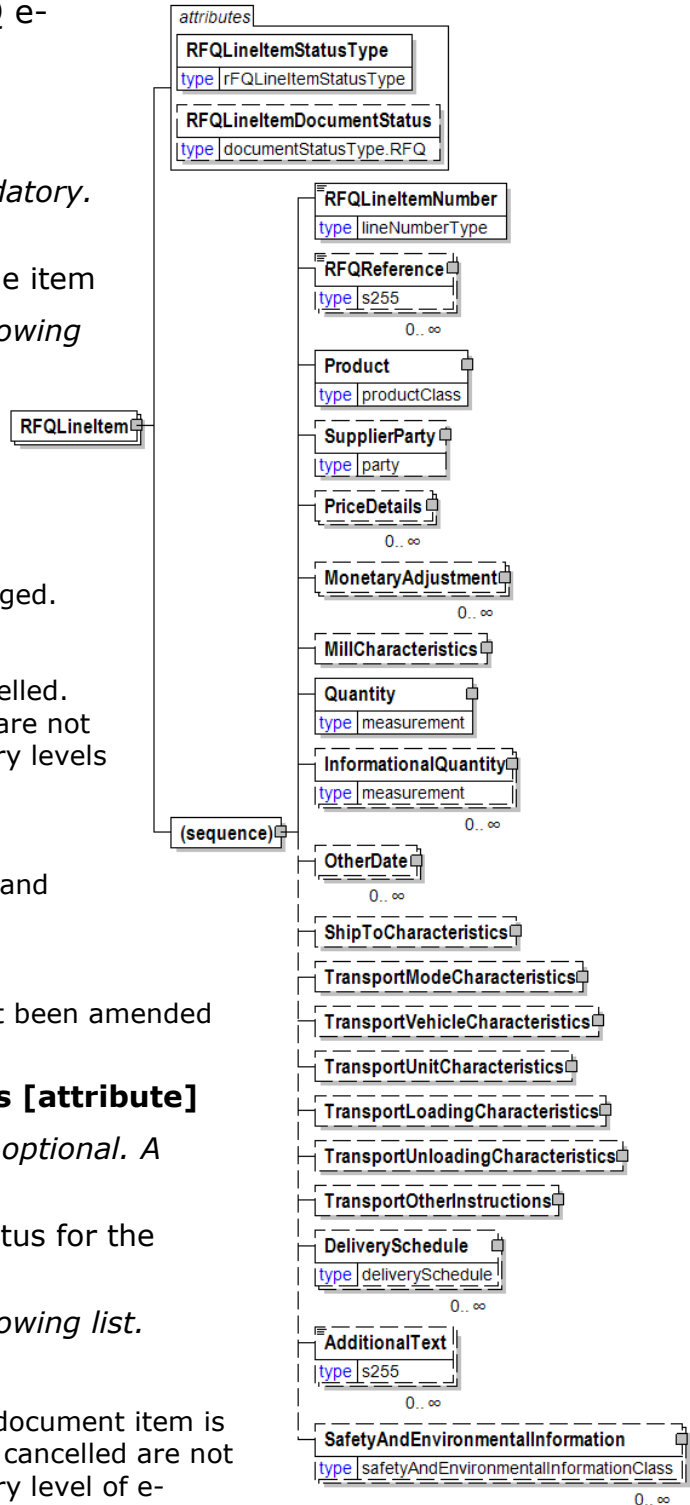 Q e-
datory.
e item
owing
ged.
elled.
are not
ry levels
and
t been amended
s [attribute]
optional. A
tus for the
owing list.
document item is
cancelled are not
ry level of e-
attributes
RFQLineItemStatusType
type rFQLineItemStatusType
RFQLineItemDocumentStatus
type documentStatusType.RFQ
RFQLineItem
(sequence)
RFQLineItemNumber
type lineNumberType
RFQReference
type s255
0.. ∞
Product
type productClass
SupplierParty
type party
PriceDetails
0.. ∞
MonetaryAdjustment
0.. ∞
MillCharacteristics
Quantity
type measurement
InformationalQuantity
type measurement
0.. ∞
OtherDate
0.. ∞
ShipToCharacteristics
TransportModeCharacteristics
TransportVehicleCharacteristics
TransportUnitCharacteristics
TransportLoadingCharacteristics
TransportUnloadingCharacteristics
TransportOtherInstructions
DeliverySchedule
type deliverySchedule
0.. ∞
AdditionalText
type s255
0.. ∞
SafetyAndEnvironmentalInformation
type safetyAndEnvironmentalInformationClass
0.. ∞